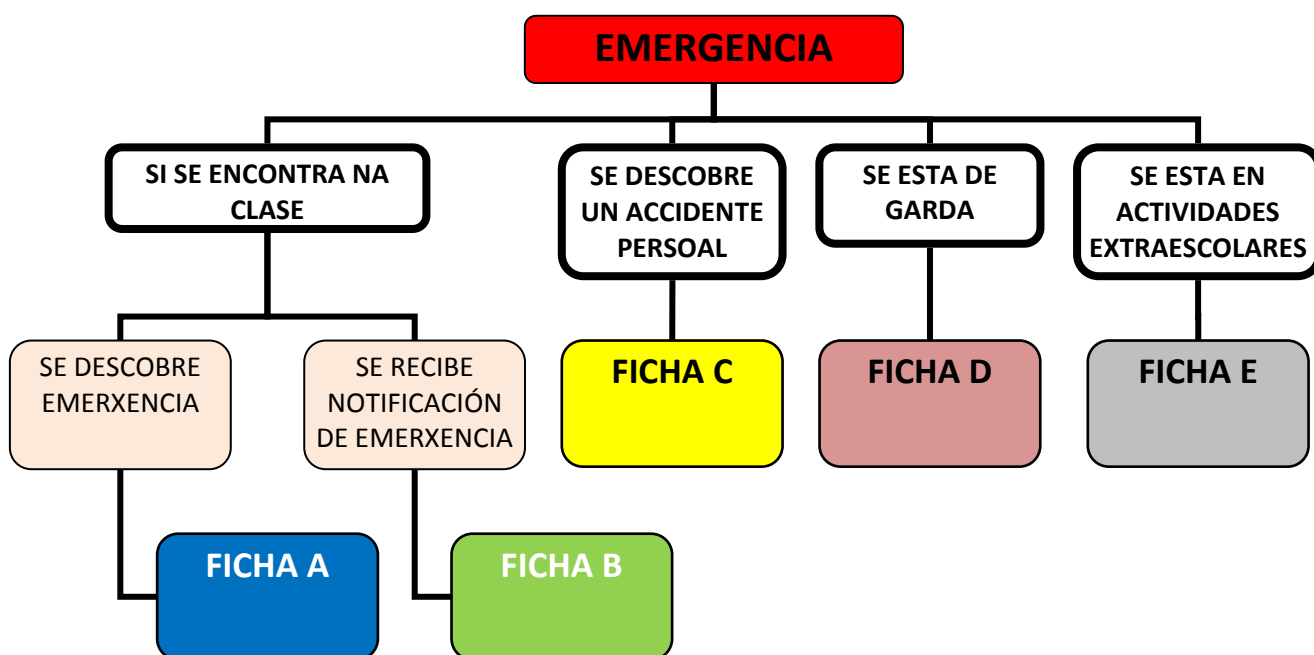 EMERGENCIA
SI SE ENCONTRA NA
CLASE
SE DESCOBRE
UN ACCIDENTE
PERSOAL
SE ESTA DE
GARDA
SE ESTA EN
ACTIVIDADES
EXTRAESCOLARES
SE DESCOBRE
EMERXENCIA
SE RECIBE
NOTIFICACIÓN
DE EMERXENCIA
FICHA C
FICHA D
FICHA E
FICHA A
FICHA B